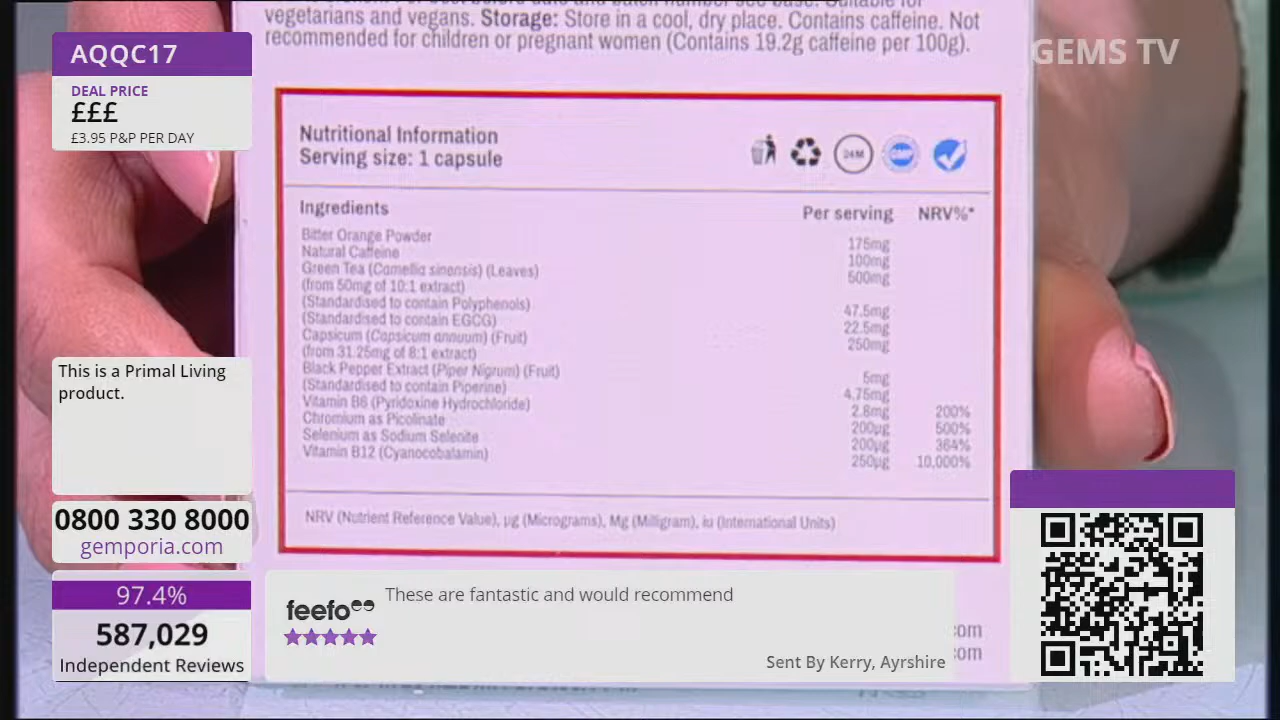 vegetarians and vegans. Storage: Store in a cool, dry place. Contains caffeine. Not
recommended for children or pregnant women (Contains 19.2g caffeine per 100g).
GEMS TV
AQQC17
DEAL PRICE
£££
£3.95 P&P PER DAY
Nutritional Information
Serving size: 1 capsule
24M
Ingredients Per serving NRV%*
Bitter Orange Powder 175mg
Natural Caffeine 100mg
Green Tea (Camellia sinensis) (Leaves) 500mg
(from 50mg of 10:1 extract)
(Standardised to contain Polyphenols) 47.5mg
(Standardised to contain EGCG) 22.5mg
Capsicum (Capsicum annuum) (Fruit) 250mg
(from 31.25mg of 8:1 extract)
Black Pepper Extract (Piper Nigrum) (Fruit) 5mg
(Standardised to contain Piperine) 4.75mg
Vitamin B6 (Pyridoxine Hydrochloride) 2.8mg 200%
Chromium as Picolinate 200µg 500%
Selenium as Sodium Selenite 200µg 364%
Vitamin B12 (Cyanocobalamin) 250µg 10,000%
NRV (Nutrient Reference Value), µg (Micrograms), Mg (Milligram), iu (International Units)
This is a Primal Living
product.
0800 330 8000
gemporia.com
97.4%
587,029
Independent Reviews
feefo
These are fantastic and would recommend
Sent By Kerry, Ayrshire
:om
:om